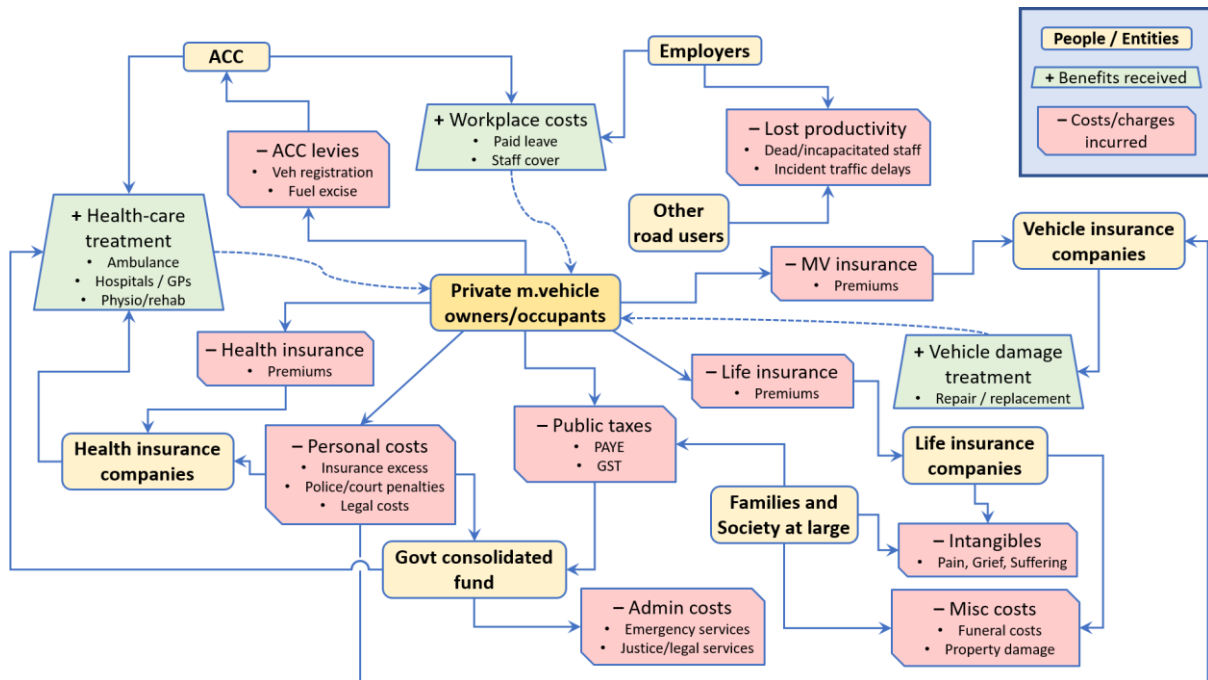 ACC
Employers
People / Entities
+ Benefits received
– Costs/charges
incurred
+ Workplace costs
• Paid leave
• Staff cover
– Lost productivity
• Dead/incapacitated staff
• Incident traffic delays
– ACC levies
• Veh registration
• Fuel excise
+ Health-care
treatment
• Ambulance
• Hospitals / GPs
• Physio/rehab
Other
road users
Vehicle insurance
companies
– MV insurance
• Premiums
Private m.vehicle
owners/occupants
– Health insurance
• Premiums
– Life insurance
• Premiums
+ Vehicle damage
treatment
• Repair / replacement
Health insurance
companies
– Personal costs
• Insurance excess
• Police/court penalties
• Legal costs
– Public taxes
• PAYE
• GST
Life insurance
companies
Families and
Society at large
– Intangibles
• Pain, Grief, Suffering
Govt consolidated
fund
– Admin costs
• Emergency services
• Justice/legal services
– Misc costs
• Funeral costs
• Property damage